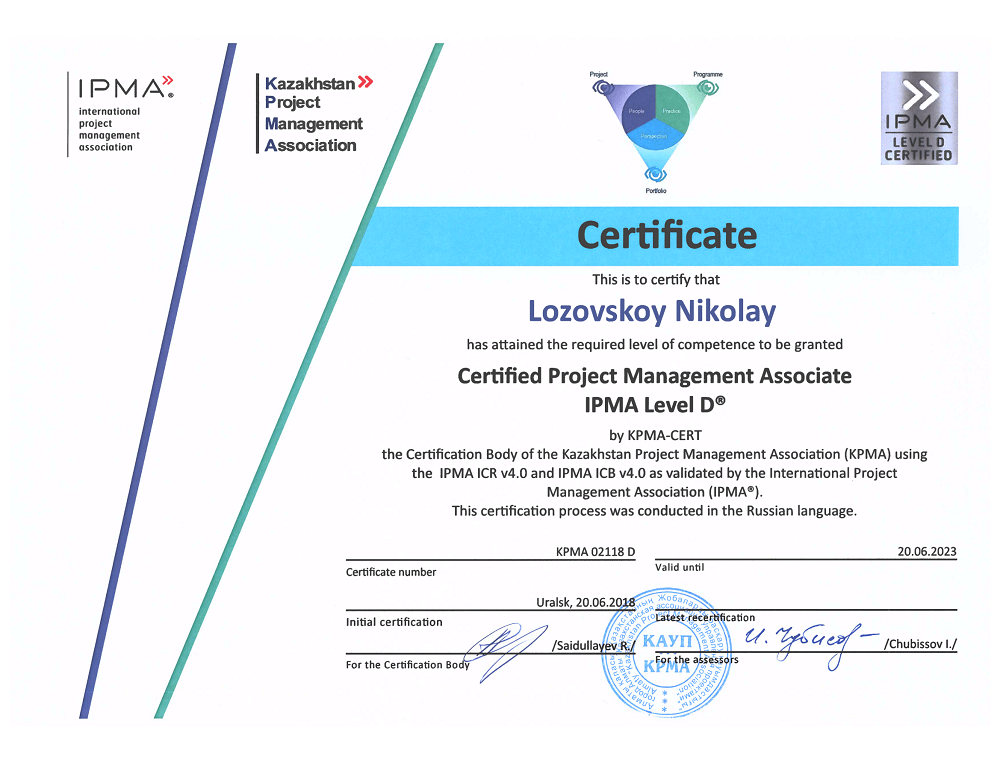 IPMA®
international
project
management
association
Kazakhstan
Project
Management
Association
Project
Programme
People
Practice
Perspective
Portfolio
IPMA
LEVEL D
CERTIFIED
Certificate
This is to certify that
Lozovskoy Nikolay
has attained the required level of competence to be granted
Certified Project Management Associate
IPMA Level D®
by KPMA-CERT
the Certification Body of the Kazakhstan Project Management Association (KPMA) using
the IPMA ICR v4.0 and IPMA ICB v4.0 as validated by the International Project
Management Association (IPMA®).
This certification process was conducted in the Russian language.
KPMA 02118 D
Certificate number
20.06.2023
Valid until
Uralsk, 20.06.2018
Initial certification
Latest recertification
/Saidullayev R./
For the Certification Body
И. Чубисов
/Chubissov I./
For the assessors
КАУП
KPMA